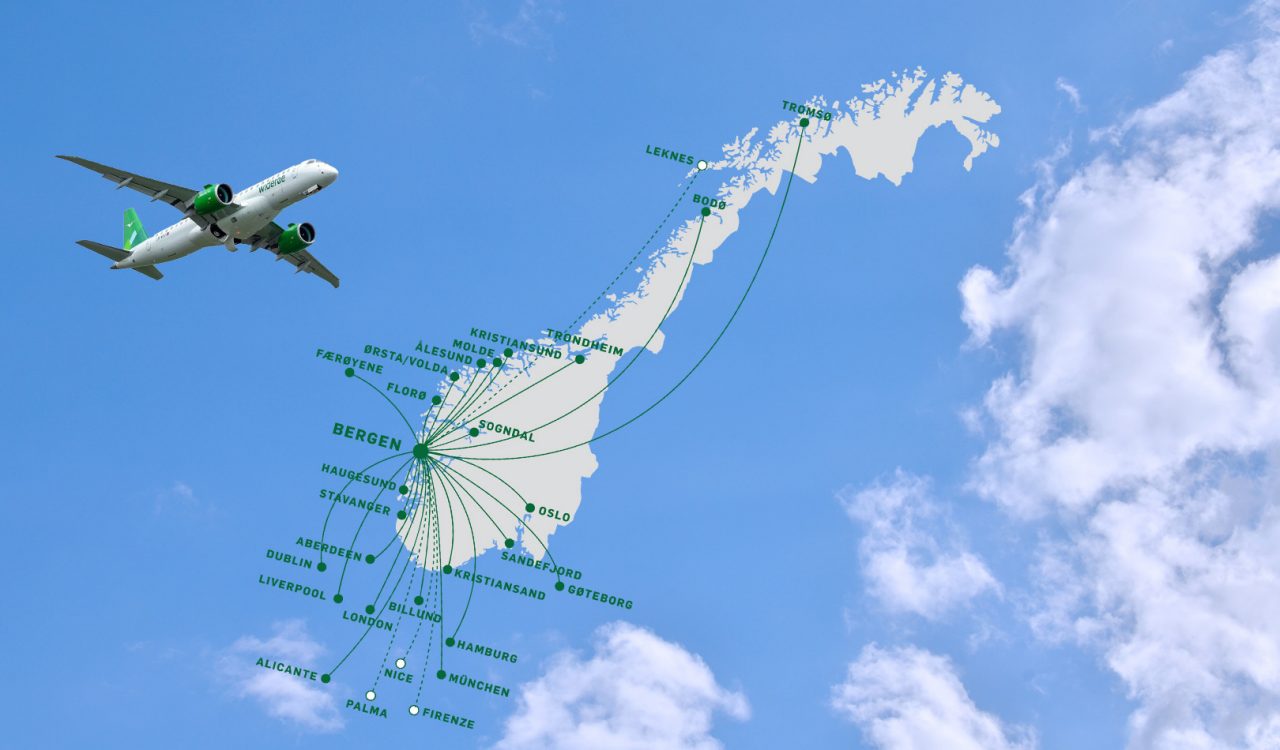 TROMSØ
LEKNES
widerøe
BODØ
KRISTIANSUND
TRONDHEIM
MOLDE
ÅLESUND
ØRSTA/VOLDA
FÆRØYENE
FLORØ
SOGNDAL
BERGEN
HAUGESUND
STAVANGER
OSLO
ABERDEEN
DUBLIN
SANDEFJORD
KRISTIANSAND
GØTEBORG
LIVERPOOL
LONDON
BILLUND
HAMBURG
ALICANTE
NICE
MÜNCHEN
PALMA
FIRENZE